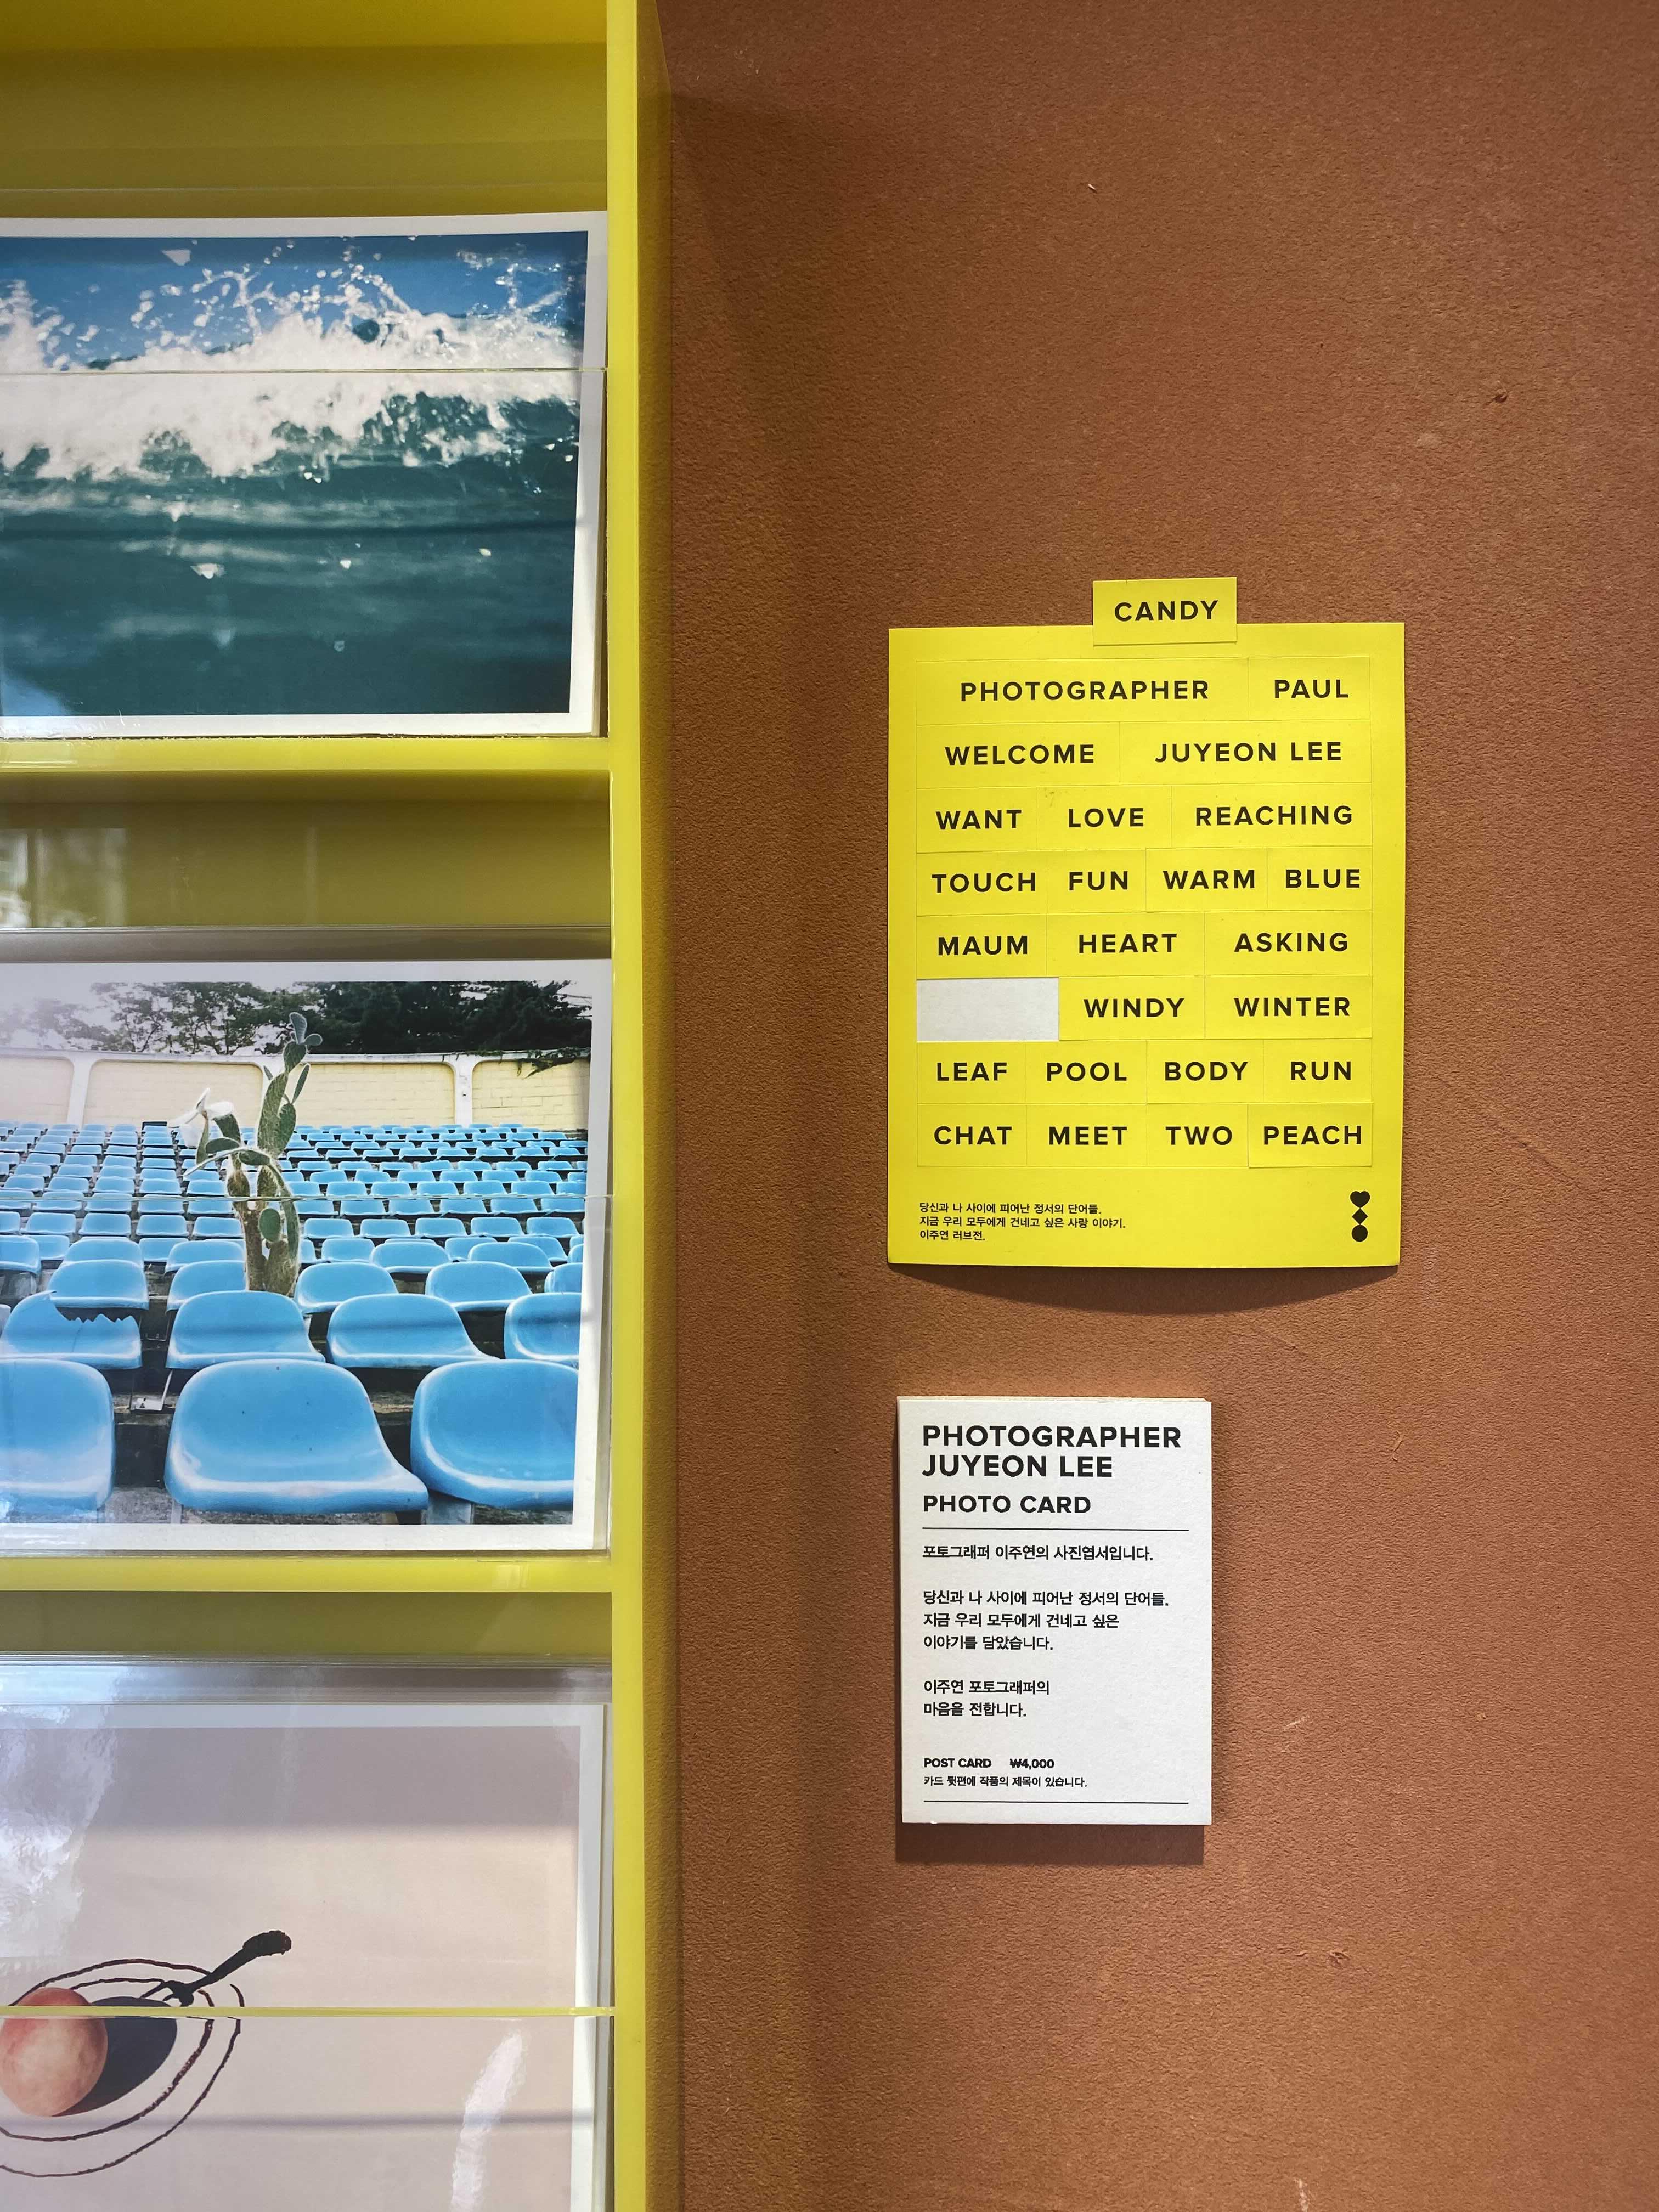 CANDY
PHOTOGRAPHER PAUL
WELCOME JUYEON LEE
WANT LOVE REACHING
TOUCH FUN WARM BLUE
MAUM HEART ASKING
WINDY WINTER
LEAF POOL BODY RUN
CHAT MEET TWO PEACH
당신과 나 사이에 피어난 정서의 단어들.
지금 우리 모두에게 건네고 싶은 사랑 이야기.
이주연 러브전.
PHOTOGRAPHER
JUYEON LEE
PHOTO CARD
포토그래퍼 이주연의 사진엽서입니다.
당신과 나 사이에 피어난 정서의 단어들.
지금 우리 모두에게 건네고 싶은
이야기를 담았습니다.
이주연 포토그래퍼의
마음을 전합니다.
POST CARD ₩4,000
카드 뒷편에 작품의 제목이 있습니다.